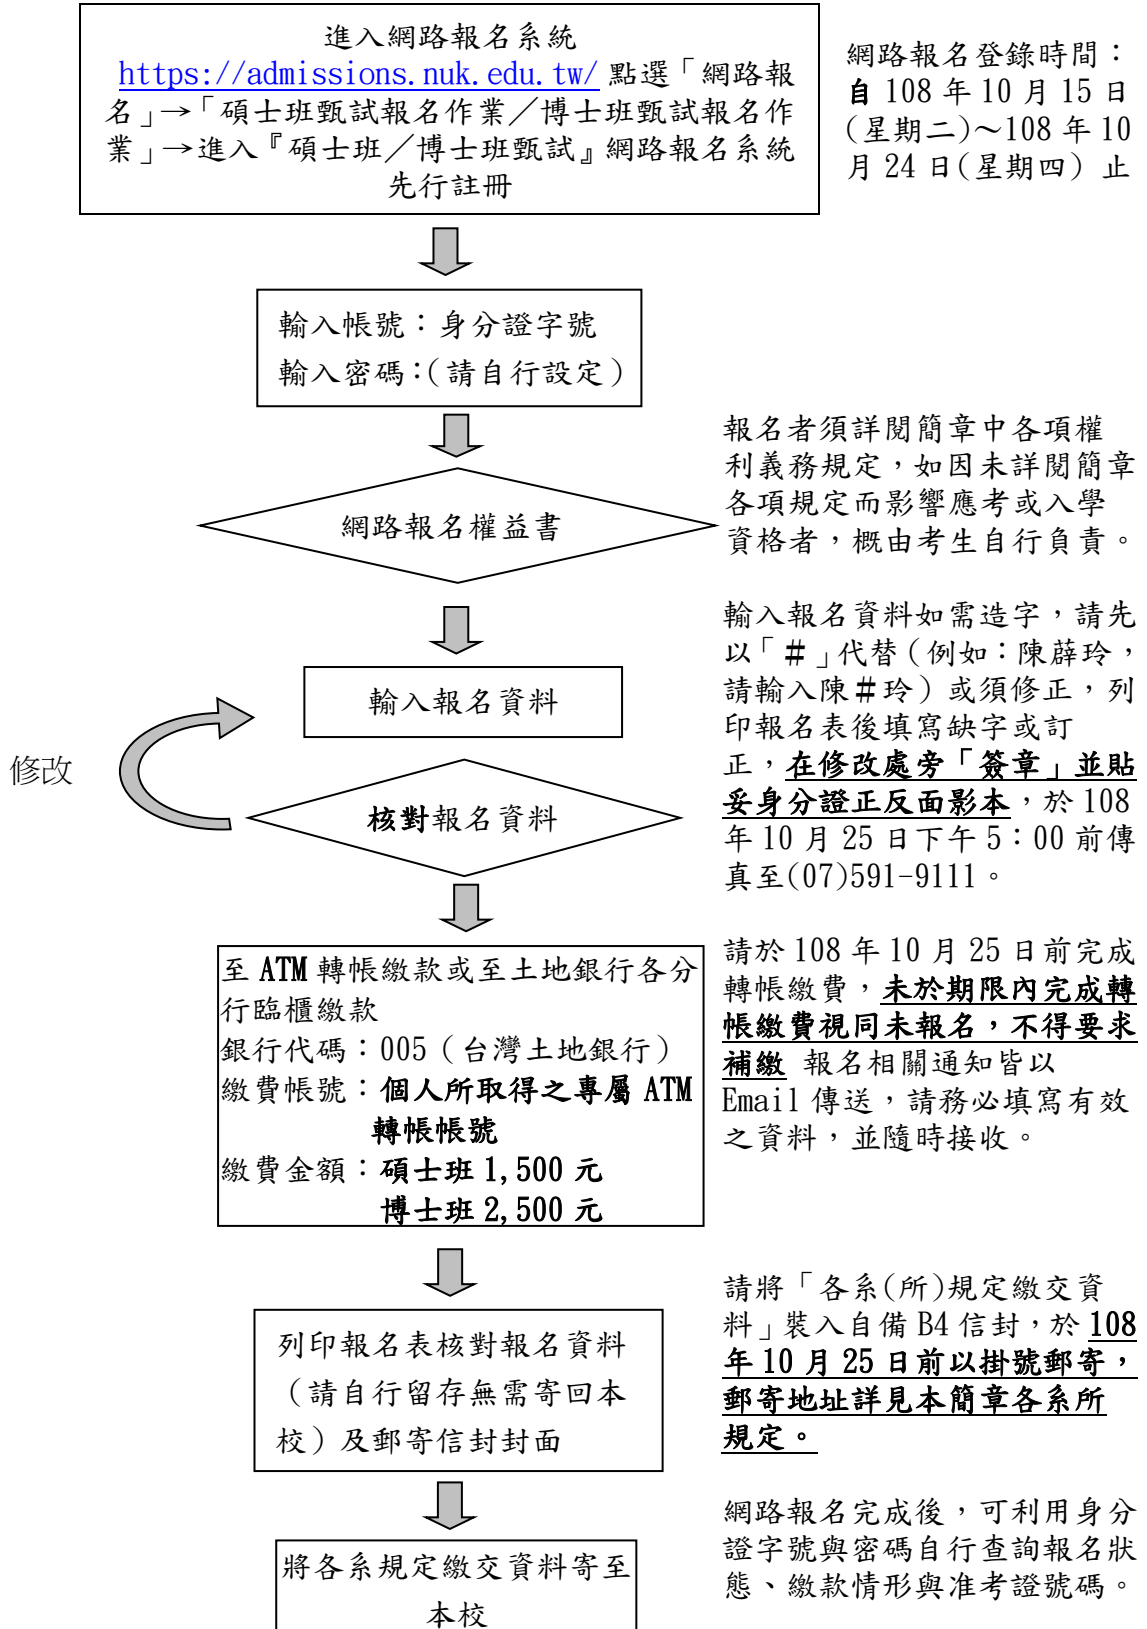 進入網路報名系統
https://admissions.nuk.edu.tw/點選「網路報
名」→「碩士班甄試報名作業／博士班甄試報名作
業」→進入『碩士班／博士班甄試』網路報名系統
先行註冊
網路報名登錄時間：
自 108 年 10 月 15 日
(星期二)～108 年 10
月 24 日(星期四) 止
輸入帳號：身分證字號
輸入密碼：(請自行設定)
網路報名權益書
報名者須詳閱簡章中各項權
利義務規定，如因未詳閱簡章
各項規定而影響應考或入學
資格者，概由考生自行負責。
輸入報名資料
輸入報名資料如需造字，請先
以「＃」代替（例如：陳薜玲，
請輸入陳＃玲）或須修正，列
印報名表後填寫缺字或訂
正，在修改處旁「簽章」並貼
妥身分證正反面影本，於 108
年 10 月 25 日下午 5：00 前傳
真至(07)591-9111。
修改
核對報名資料
至 ATM 轉帳繳款或至土地銀行各分
行臨櫃繳款
銀行代碼：005（台灣土地銀行）
繳費帳號：個人所取得之專屬 ATM
轉帳帳號
繳費金額：碩士班 1,500 元
博士班 2,500 元
請於 108 年 10 月 25 日前完成
轉帳繳費，未於期限內完成轉
帳繳費視同未報名，不得要求
補繳 報名相關通知皆以
Email 傳送，請務必填寫有效
之資料，並隨時接收。
列印報名表核對報名資料
（請自行留存無需寄回本
校）及郵寄信封封面
請將「各系(所)規定繳交資
料」裝入自備 B4 信封，於 108
年 10 月 25 日前以掛號郵寄，
郵寄地址詳見本簡章各系所
規定。
將各系規定繳交資料寄至
本校
網路報名完成後，可利用身分
證字號與密碼自行查詢報名狀
態、繳款情形與准考證號碼。